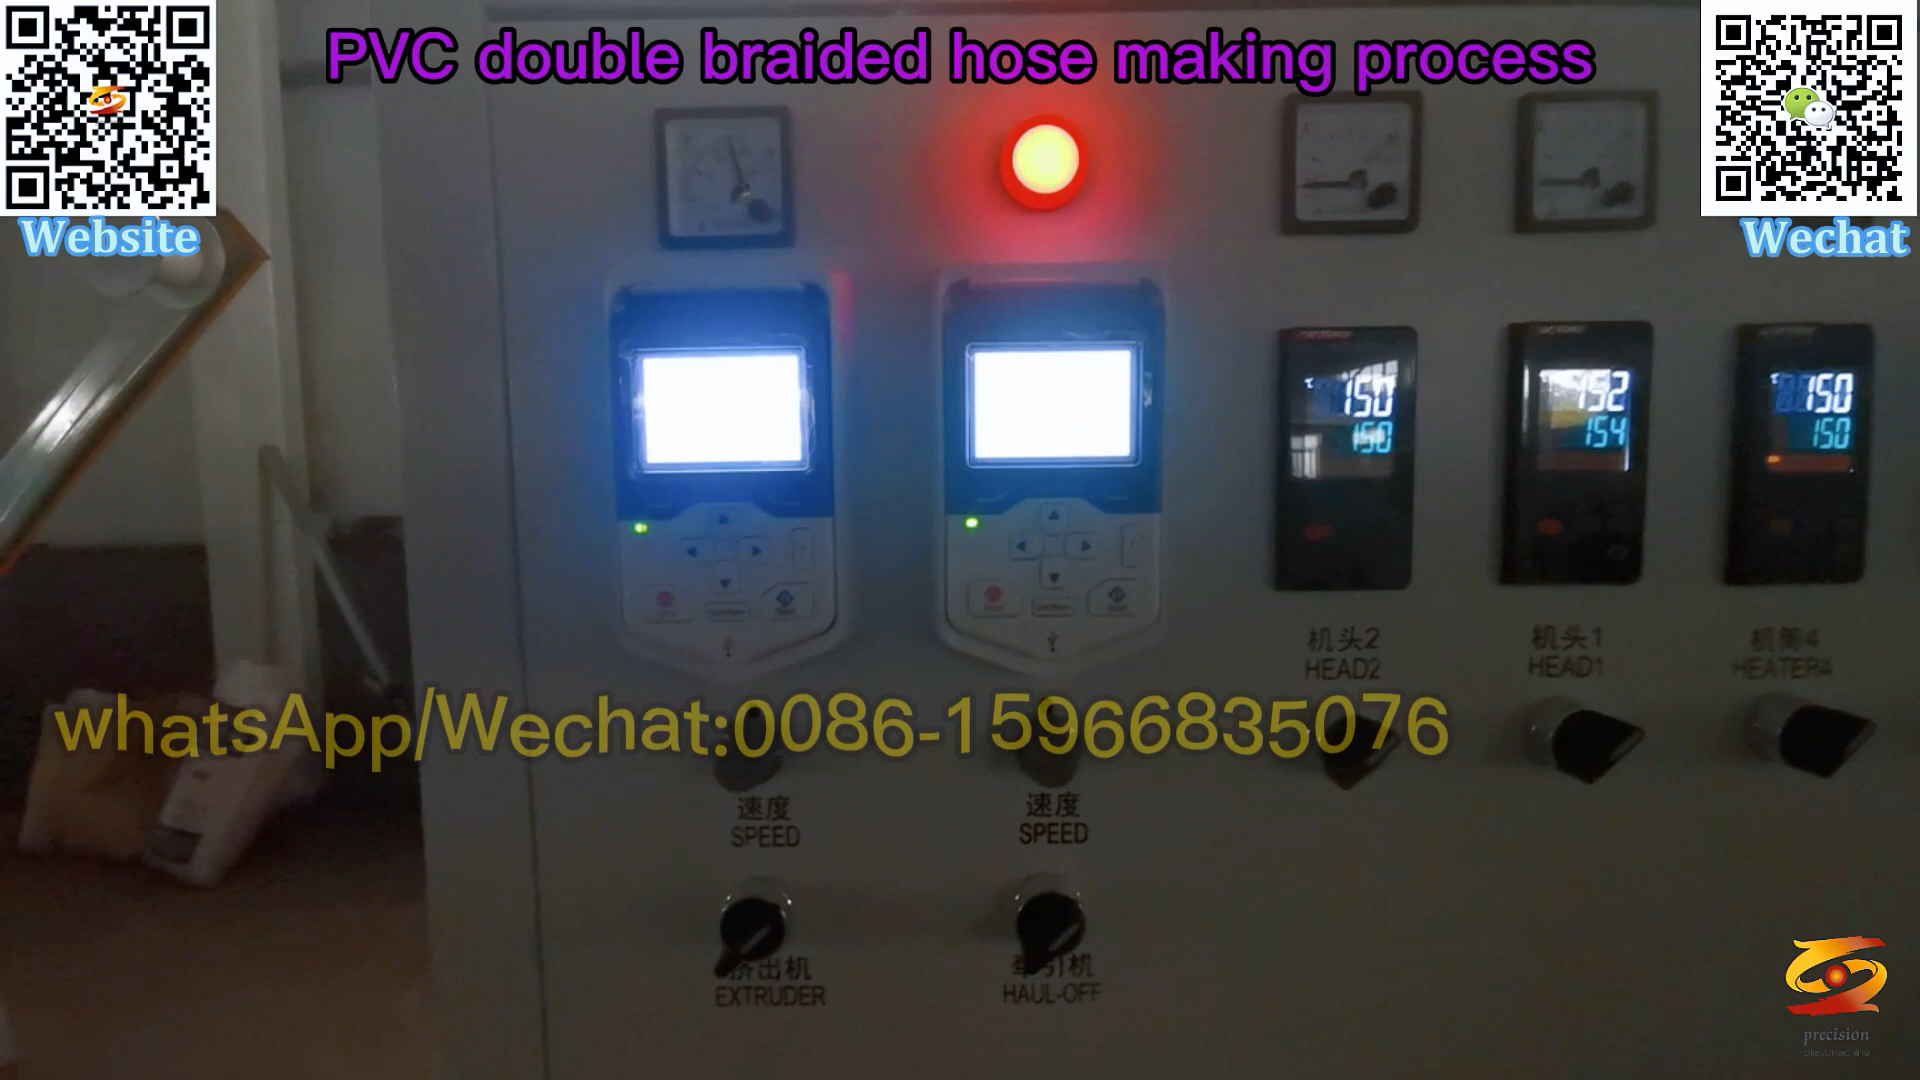 PVC double braided hose making process
Website
Wechat
150
150
152
154
150
150
机头2
HEAD2
机头1
HEAD1
机筒4
HEATER4
whatsApp/Wechat:0086-15966835076
速度
SPEED
速度
SPEED
挤出机
EXTRUDER
牵引机
HAUL-OFF
precision
plastmachine